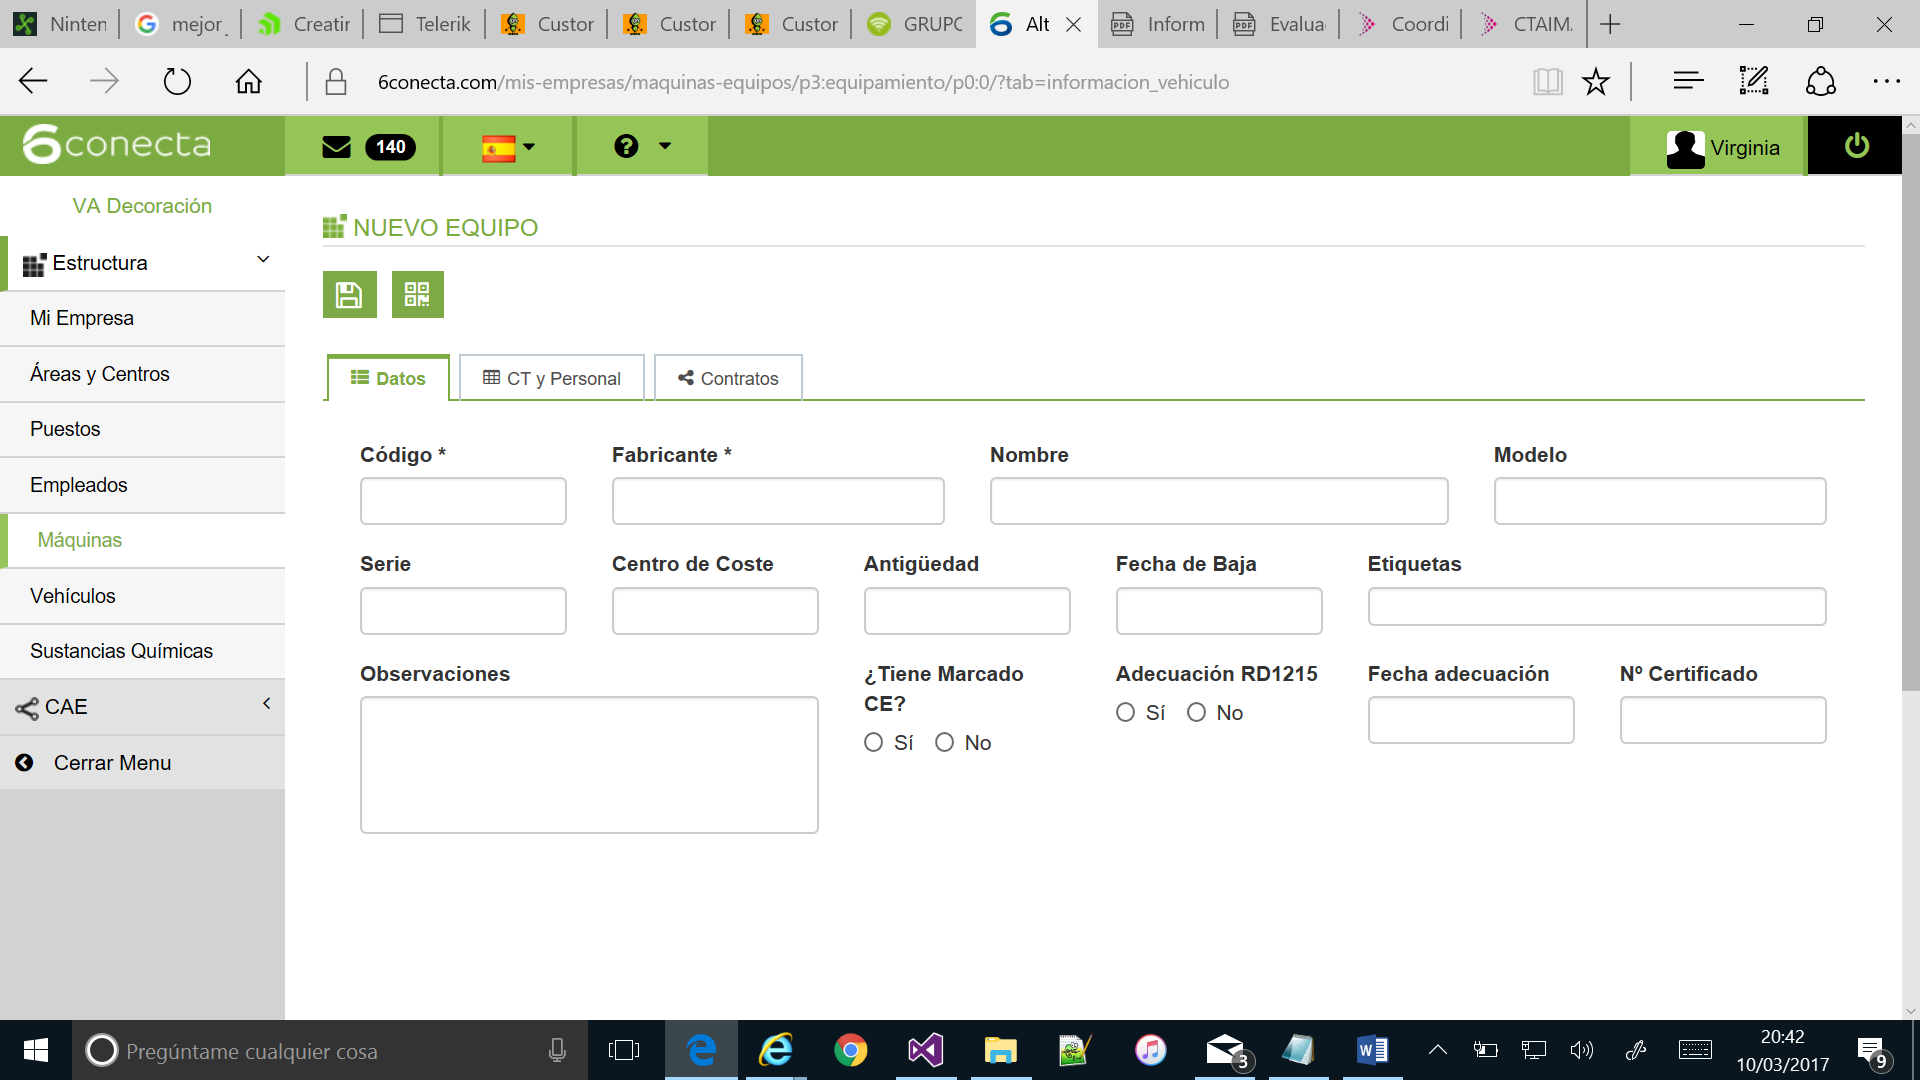 Ninten
mejor
Creatir
Telerik
Custor
Custor
Custor
GRUPO
Alt
Inform
Evalua
Coordi
CTAIM
6conecta.com/mis-empresas/maquinas-equipos/p3:equipamiento/p0:0/?tab=informacion_vehiculo
6conecta
140
Virginia
VA Decoración
NUEVO EQUIPO
Estructura
Mi Empresa
Áreas y Centros
Puestos
Empleados
Máquinas
Vehículos
Sustancias Químicas
CAE
Cerrar Menu
Datos
CT y Personal
Contratos
Código *
Fabricante *
Nombre
Modelo
Serie
Centro de Coste
Antigüedad
Fecha de Baja
Etiquetas
Observaciones
¿Tiene Marcado
CE?
Sí No
Adecuación RD1215
Sí No
Fecha adecuación
Nº Certificado
Pregúntame cualquier cosa
3
20:42
10/03/2017
9